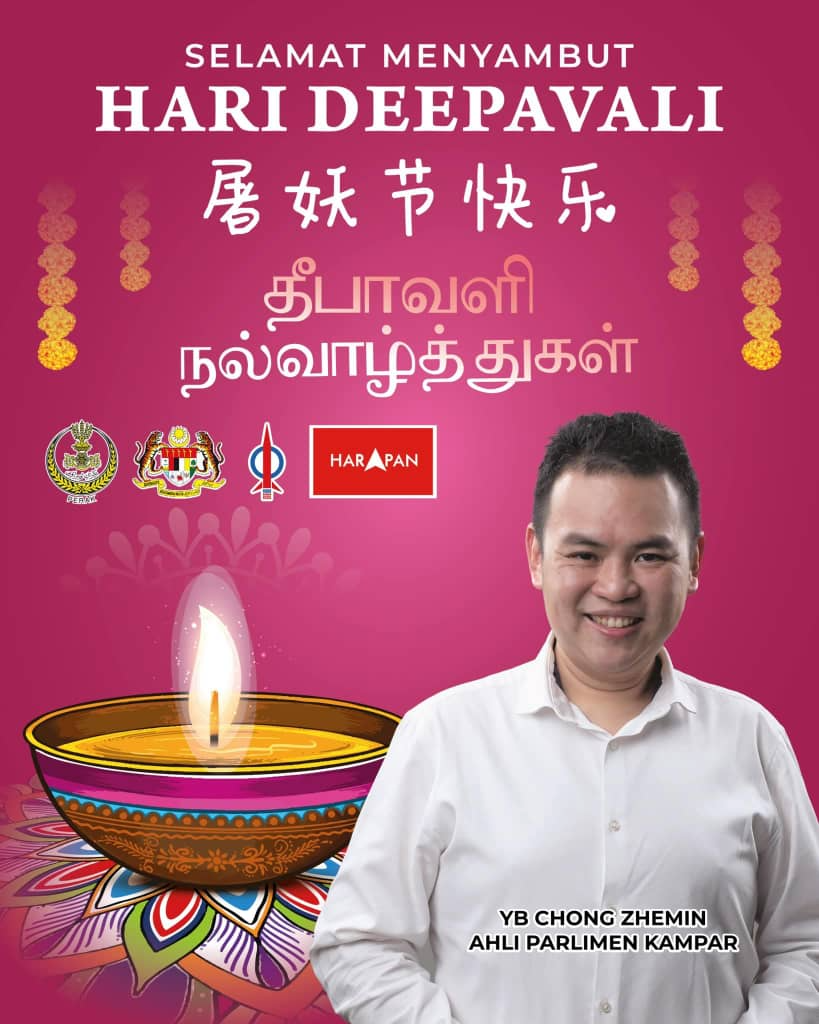 SELAMAT MENYAMBUT
HARI DEEPAVALI
屠妖节快乐
தீபாவளி
நல்வாழ்த்துகள்
PERAK
HARAPAN
YB CHONG ZHEMIN
AHLI PARLIMEN KAMPAR